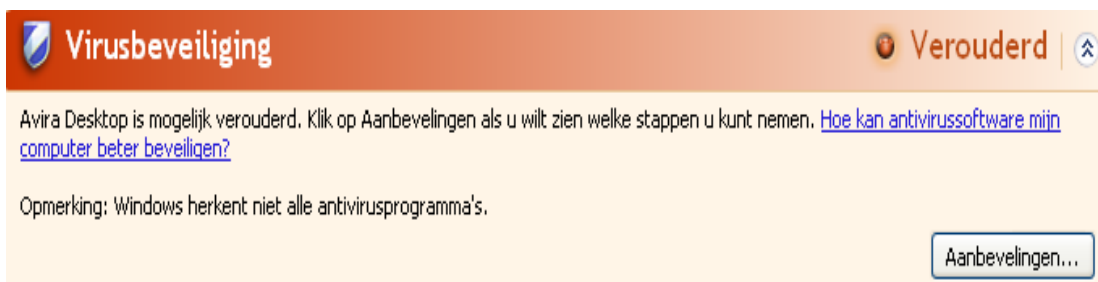 Virusbeveiliging
Verouderd
Avira Desktop is mogelijk verouderd. Klik op Aanbevelingen als u wilt zien welke stappen u kunt nemen. Hoe kan antivirussoftware mijn
computer beter beveiligen?
Opmerking: Windows herkent niet alle antivirusprogramma's.
Aanbevelingen...